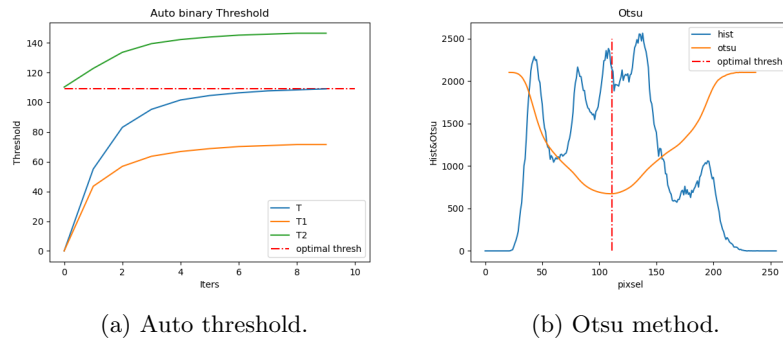 Auto binary Threshold
Threshold
140
120
100
80
60
40
20
0
T
T1
T2
optimal thresh
0 2 4 6 8 10
Iters
(a) Auto threshold.
Otsu
Hist&Otsu
2500
2000
1500
1000
500
0
hist
otsu
optimal thresh
0 50 100 150 200 250
pixsel
(b) Otsu method.